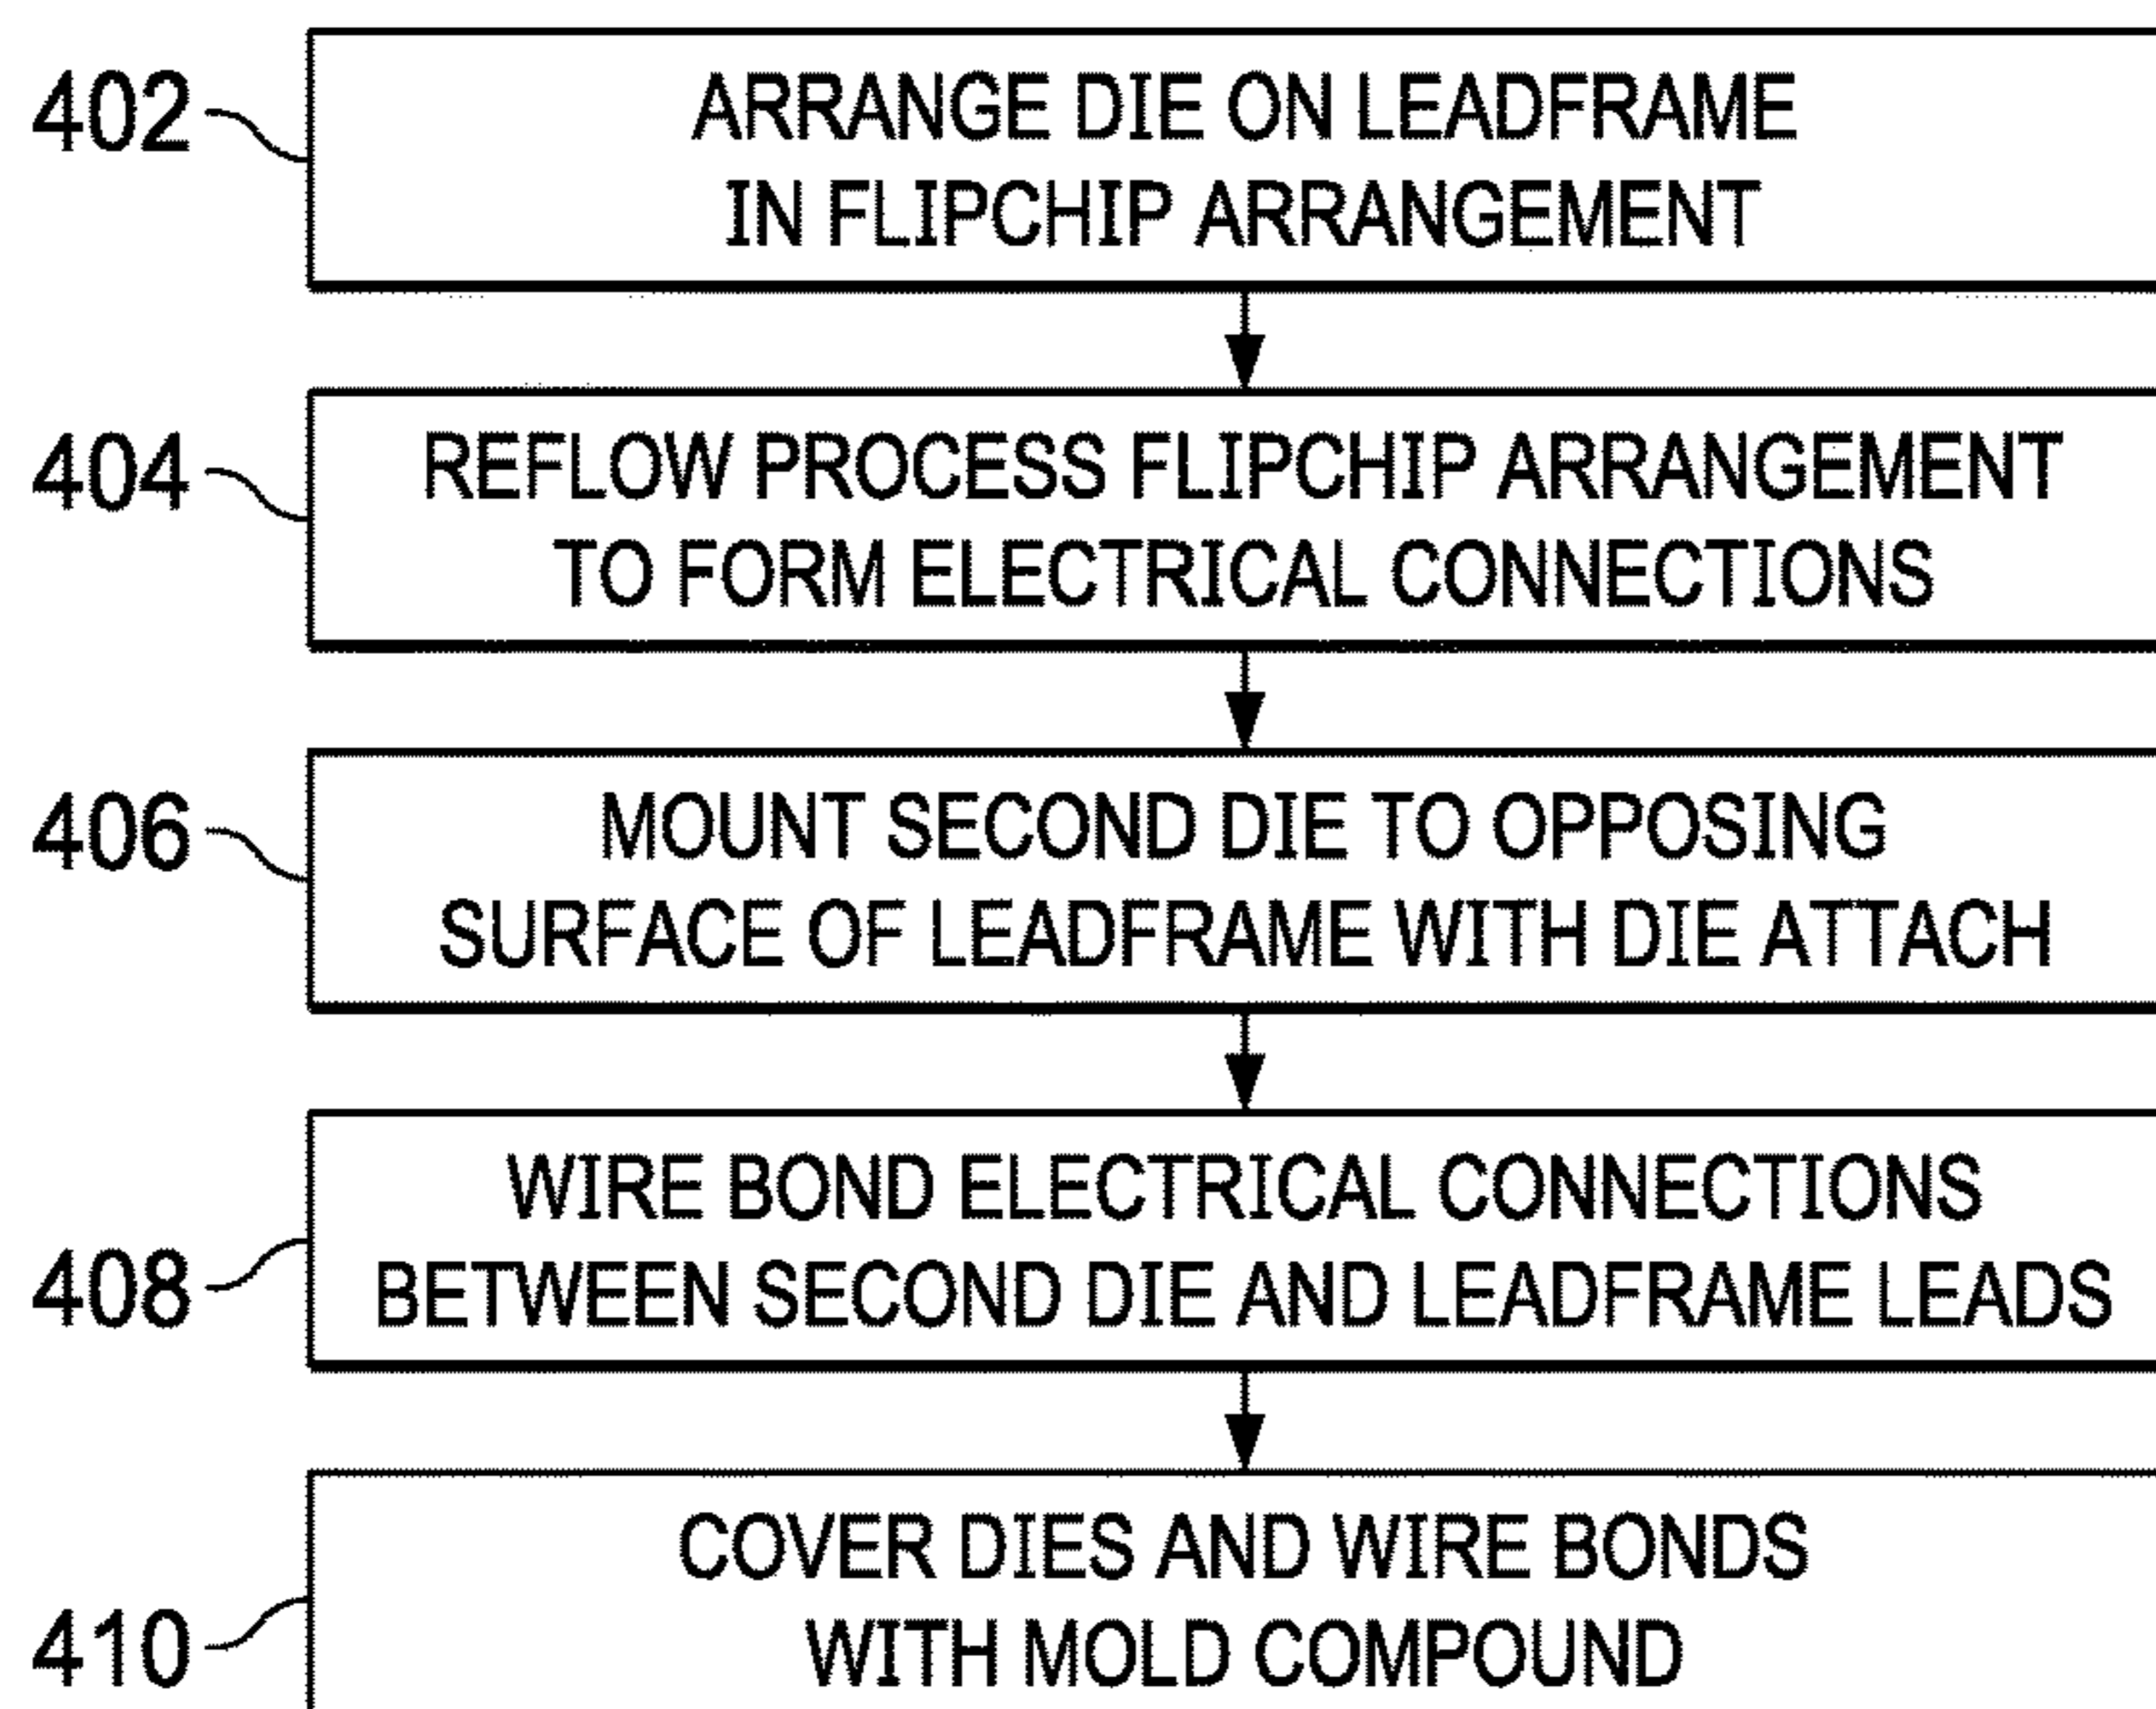 402
ARRANGE DIE ON LEADFRAME
IN FLIPCHIP ARRANGEMENT
404
REFLOW PROCESS FLIPCHIP ARRANGEMENT
TO FORM ELECTRICAL CONNECTIONS
406
MOUNT SECOND DIE TO OPPOSING
SURFACE OF LEADFRAME WITH DIE ATTACH
408
WIRE BOND ELECTRICAL CONNECTIONS
BETWEEN SECOND DIE AND LEADFRAME LEADS
410
COVER DIES AND WIRE BONDS
WITH MOLD COMPOUND